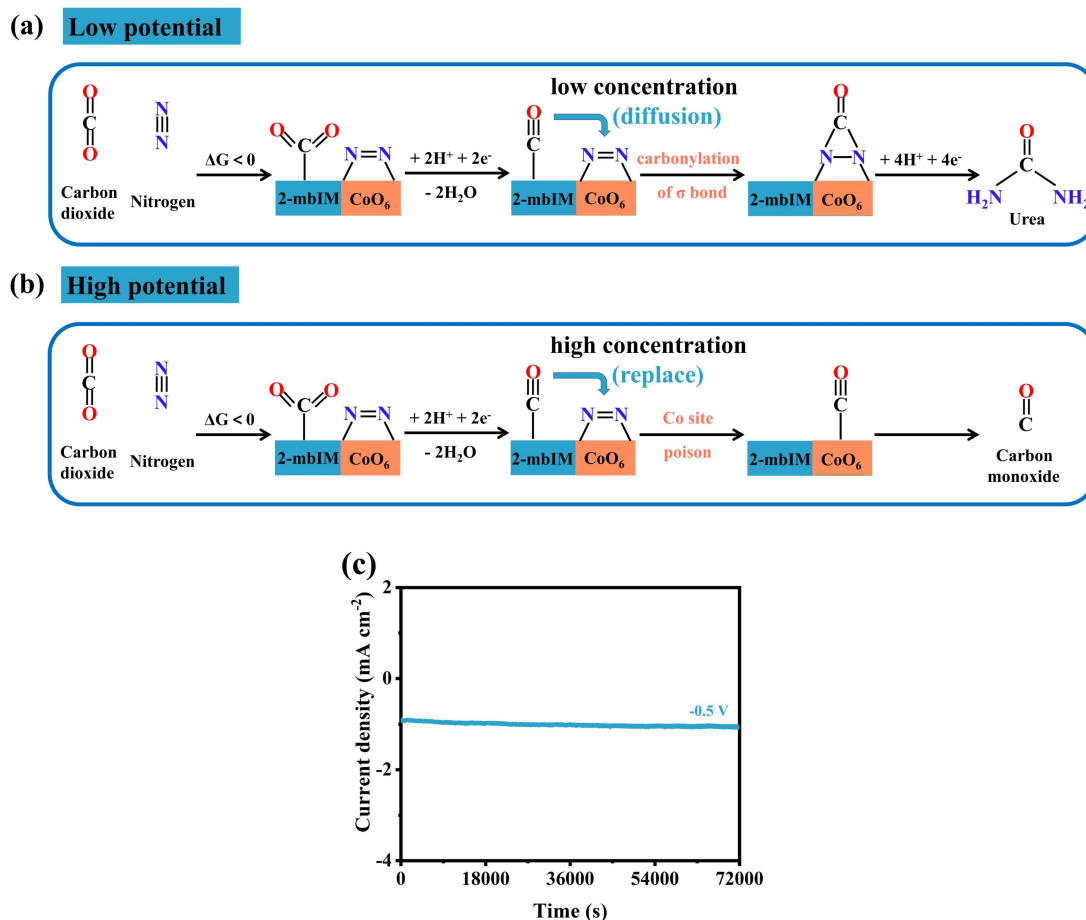 (a) Low potential
O
C
O
N
N
Carbon
dioxide
Nitrogen
ΔG < 0
O O
C
N=N
2-mbIM CoO₆
+ 2H⁺ + 2e⁻
- 2H₂O
low concentration
(diffusion)
O
C
N=N
2-mbIM CoO₆
carbonylation
of σ bond
O
C
N N
2-mbIM CoO₆
+ 4H⁺ + 4e⁻
O
C
H₂N NH₂
Urea
(b) High potential
O
C
O
N
N
Carbon
dioxide
Nitrogen
ΔG < 0
O O
C
N=N
2-mbIM CoO₆
+ 2H⁺ + 2e⁻
- 2H₂O
high concentration
(replace)
O
C
N=N
2-mbIM CoO₆
Co site
poison
O
C
2-mbIM CoO₆
O
C
Carbon
monoxide
(c)
Current density (mA cm⁻²)
2
0
-2
-4
-0.5 V
0 18000 36000 54000 72000
Time (s)